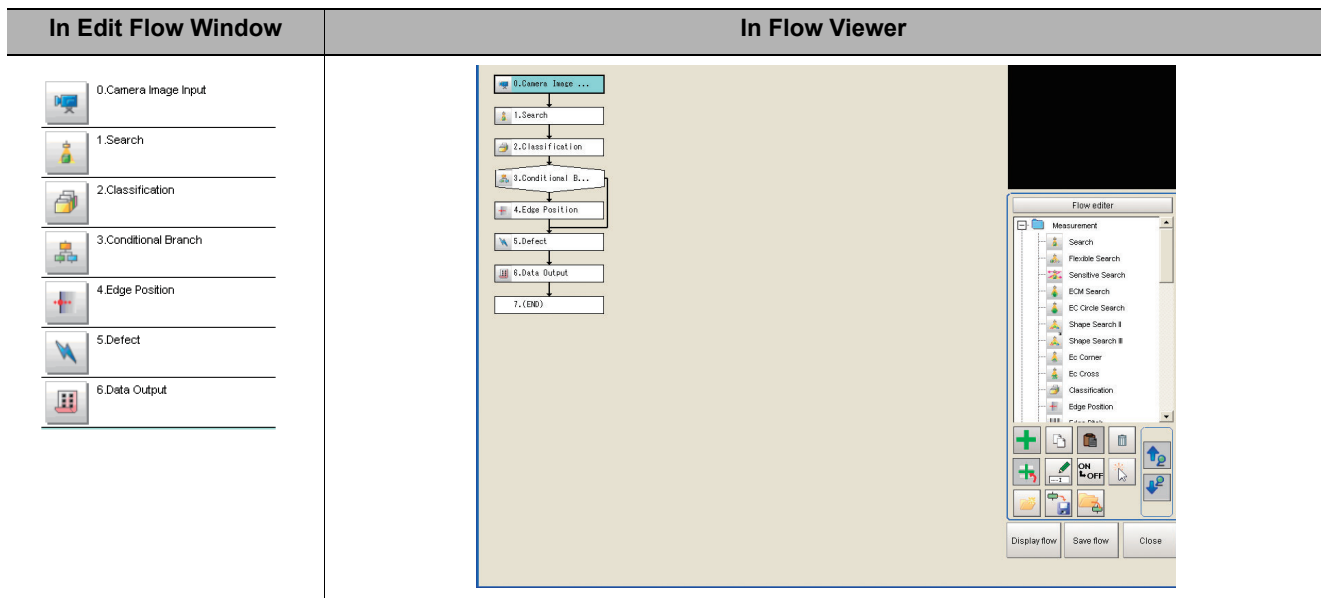 In Edit Flow Window
In Flow Viewer
0.Camera Image Input
1.Search
2.Classification
3.Conditional Branch
4.Edge Position
5.Defect
6.Data Output
0.Camera Image ...
1.Search
2.Classification
3.Conditional B...
4.Edge Position
5.Defect
6.Data Output
7.(END)
Flow editer
Measurement
Search
Flexible Search
Sensitive Search
ECM Search
EC Circle Search
Shape Search II
Shape Search III
Ec Corner
Ec Cross
Classification
Edge Position
ON
OFF
Display flow
Save flow
Close